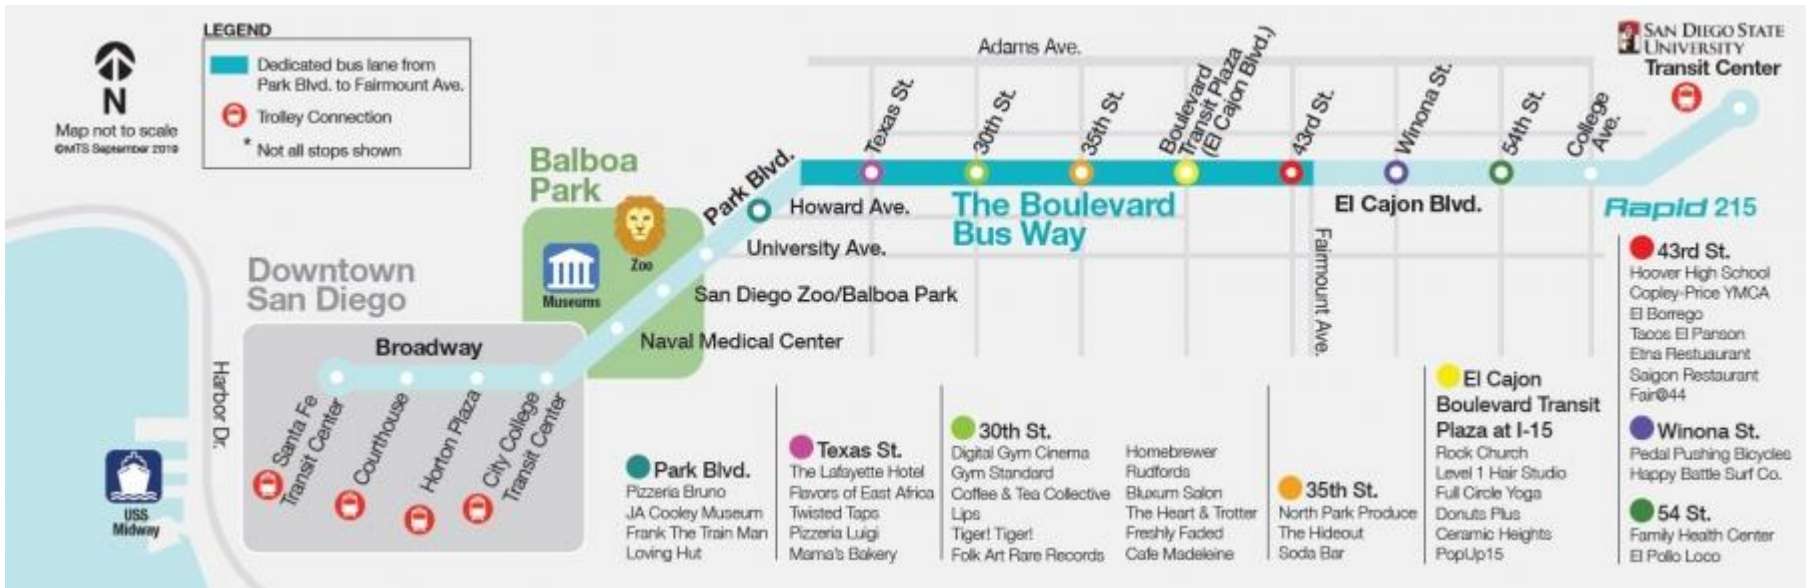 LEGEND
Dedicated bus lane from
Park Blvd. to Fairmount Ave.
Trolley Connection
* Not all stops shown
N
Map not to scale
©MTS September 2019
Balboa
Park
Zoo
Museums
Downtown
San Diego
Broadway
Harbor Dr.
USS
Midway
Santa Fe
Transit Center
Courthouse
Horton Plaza
City College
Transit Center
Naval Medical Center
San Diego Zoo/Balboa Park
University Ave.
Howard Ave.
Park Blvd.
Adams Ave.
Texas St.
30th St.
35th St.
Boulevard
Transit Plaza
(El Cajon Blvd.)
43rd St.
Winona St.
54th St.
College
Ave.
The Boulevard
Bus Way
El Cajon Blvd.
Fairmount Ave.
SAN DIEGO STATE
UNIVERSITY
Transit Center
Rapid 215
Park Blvd.
Pizzeria Bruno
JA Cooley Museum
Frank The Train Man
Loving Hut
Texas St.
The Lafayette Hotel
Flavors of East Africa
Twisted Taps
Pizzeria Luigi
Mama's Bakery
30th St.
Digital Gym Cinema
Gym Standard
Coffee & Tea Collective
Lips
Tiger! Tiger!
Folk Art Rare Records
Homebrewer
Rudfords
Bluxum Salon
The Heart & Trotter
Freshly Faded
Cafe Madeleine
35th St.
North Park Produce
The Hideout
Soda Bar
El Cajon
Boulevard Transit
Plaza at I-15
Rock Church
Level 1 Hair Studio
Full Circle Yoga
Donuts Plus
Ceramic Heights
PopUp15
43rd St.
Hoover High School
Copley-Price YMCA
El Borrego
Tacos El Panson
Etna Restuaurant
Saigon Restaurant
Fair@44
Winona St.
Pedal Pushing Bicycles
Happy Battle Surf Co.
54 St.
Family Health Center
El Pollo Loco